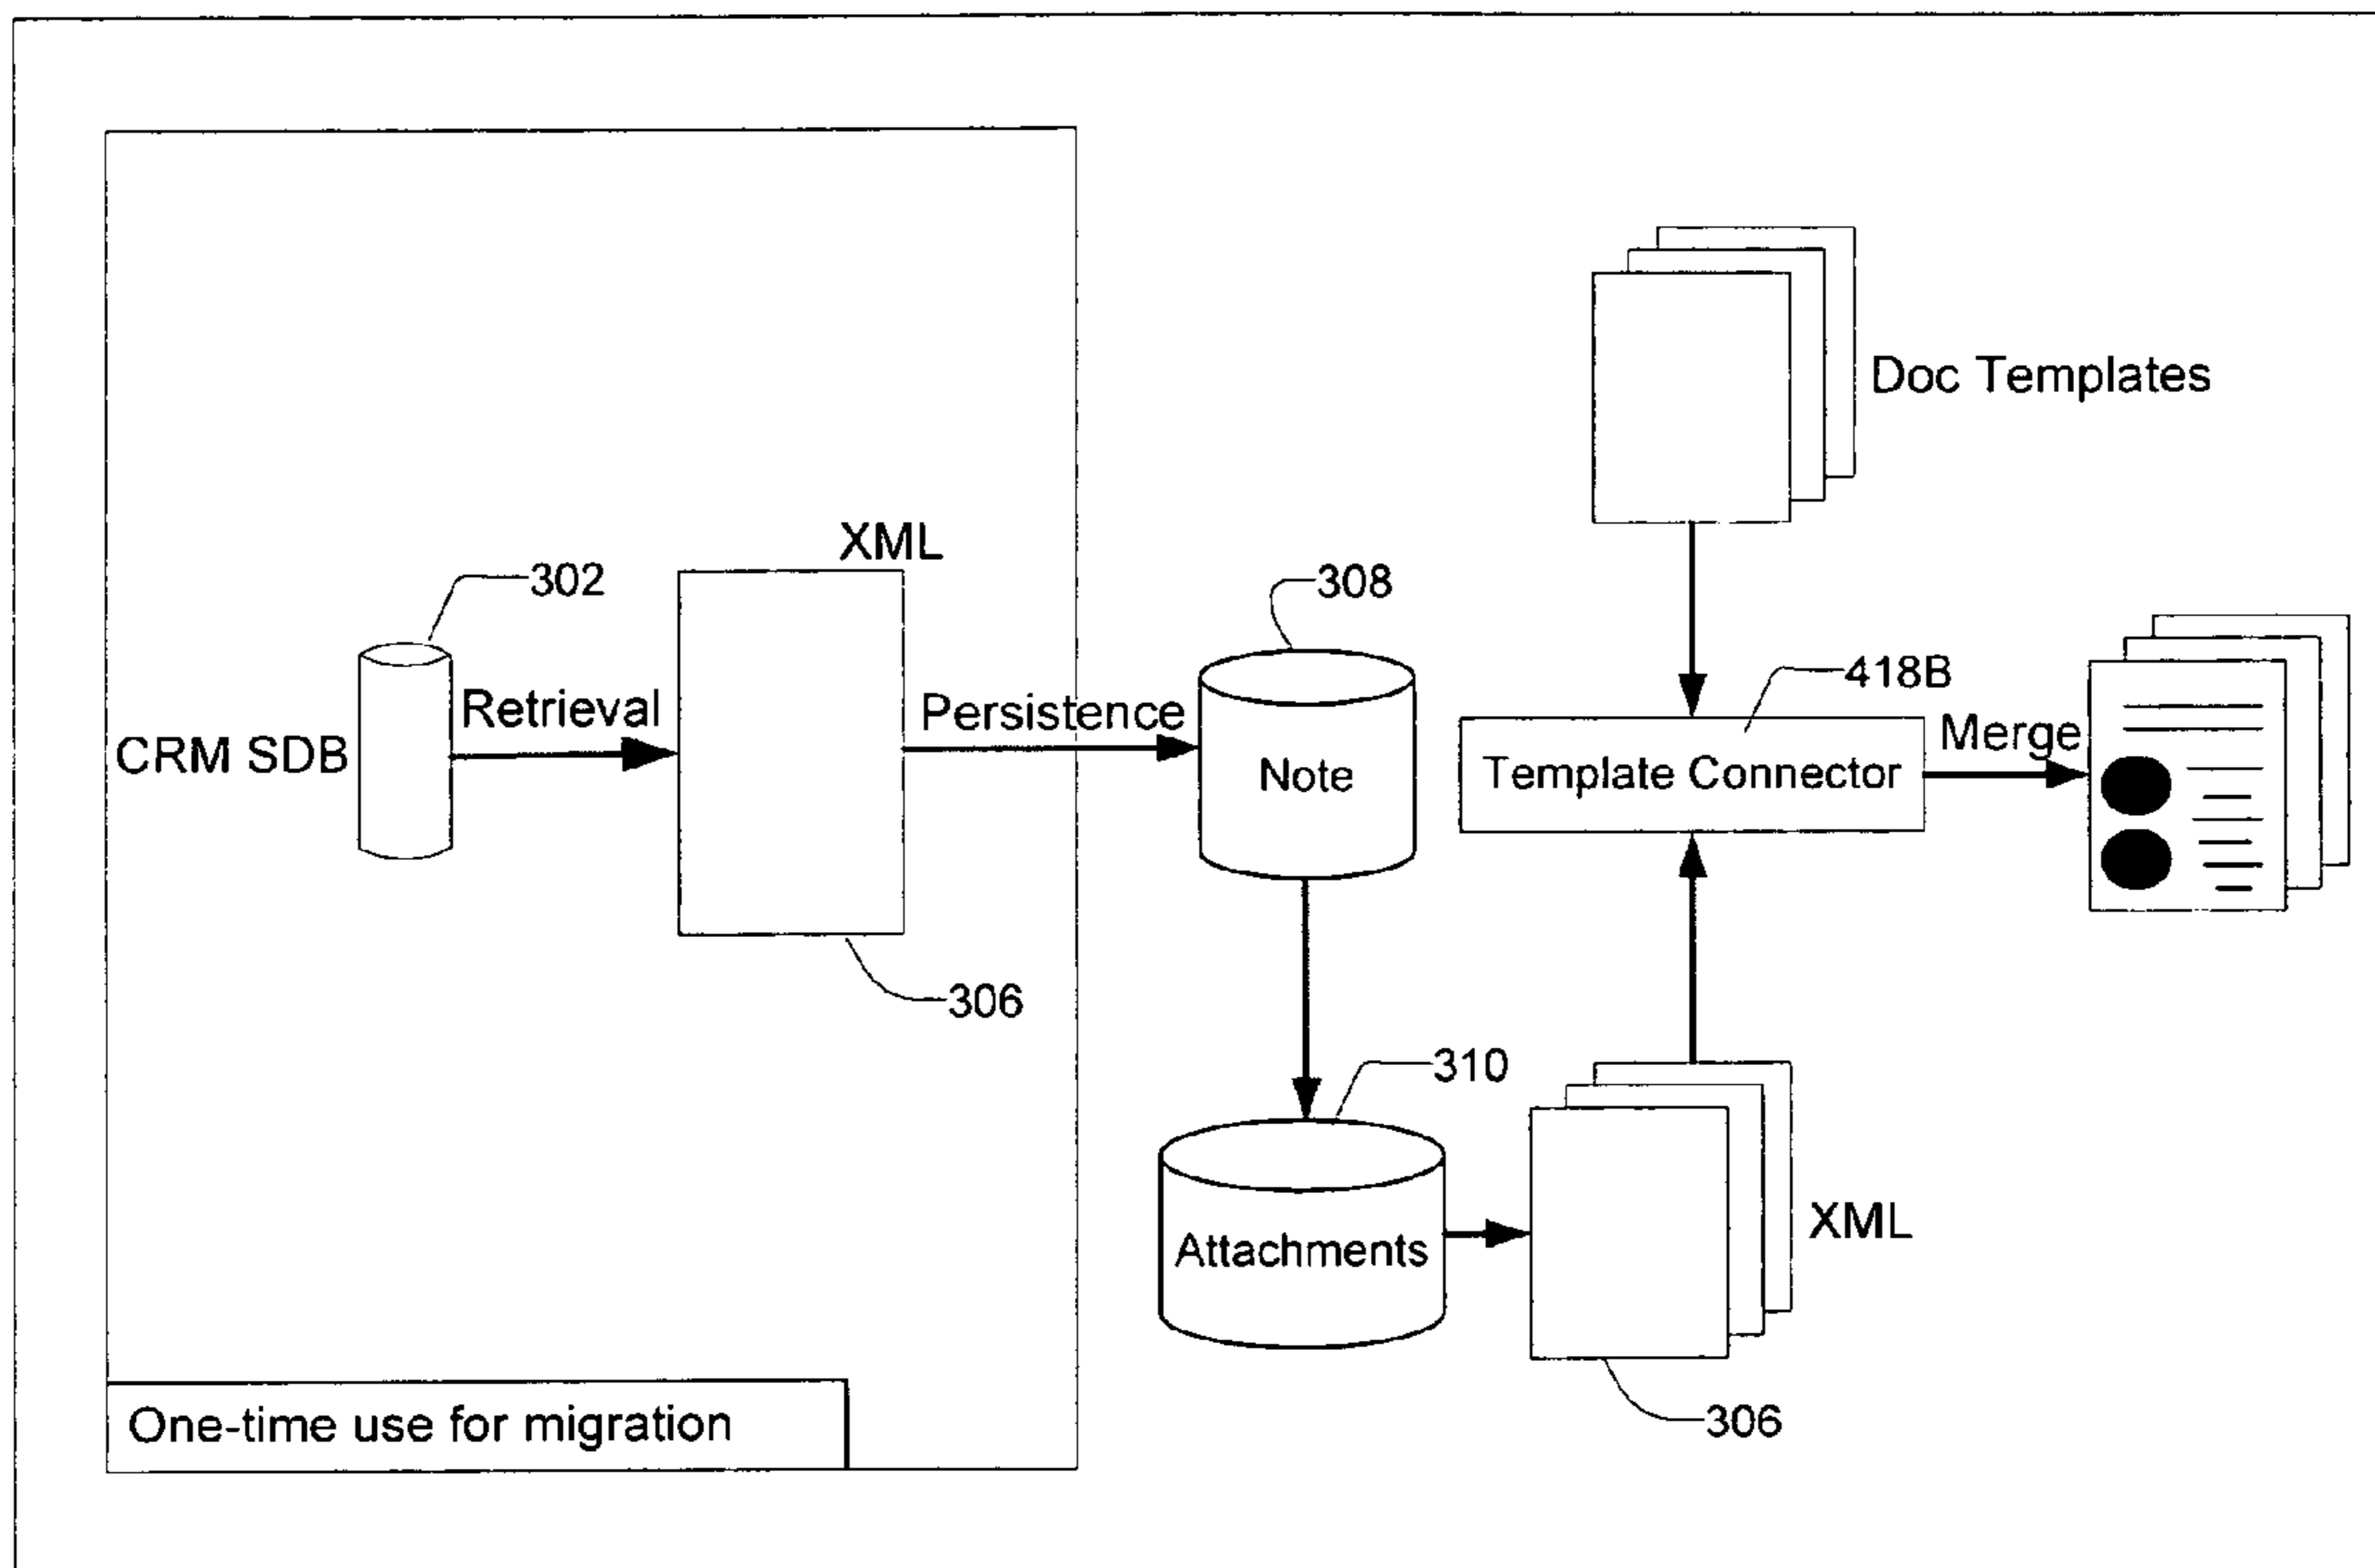 Doc Templates
XML
302
308
418B
Retrieval
Persistence
Merge
CRM SDB
Note
Template Connector
306
310
XML
Attachments
306
One-time use for migration